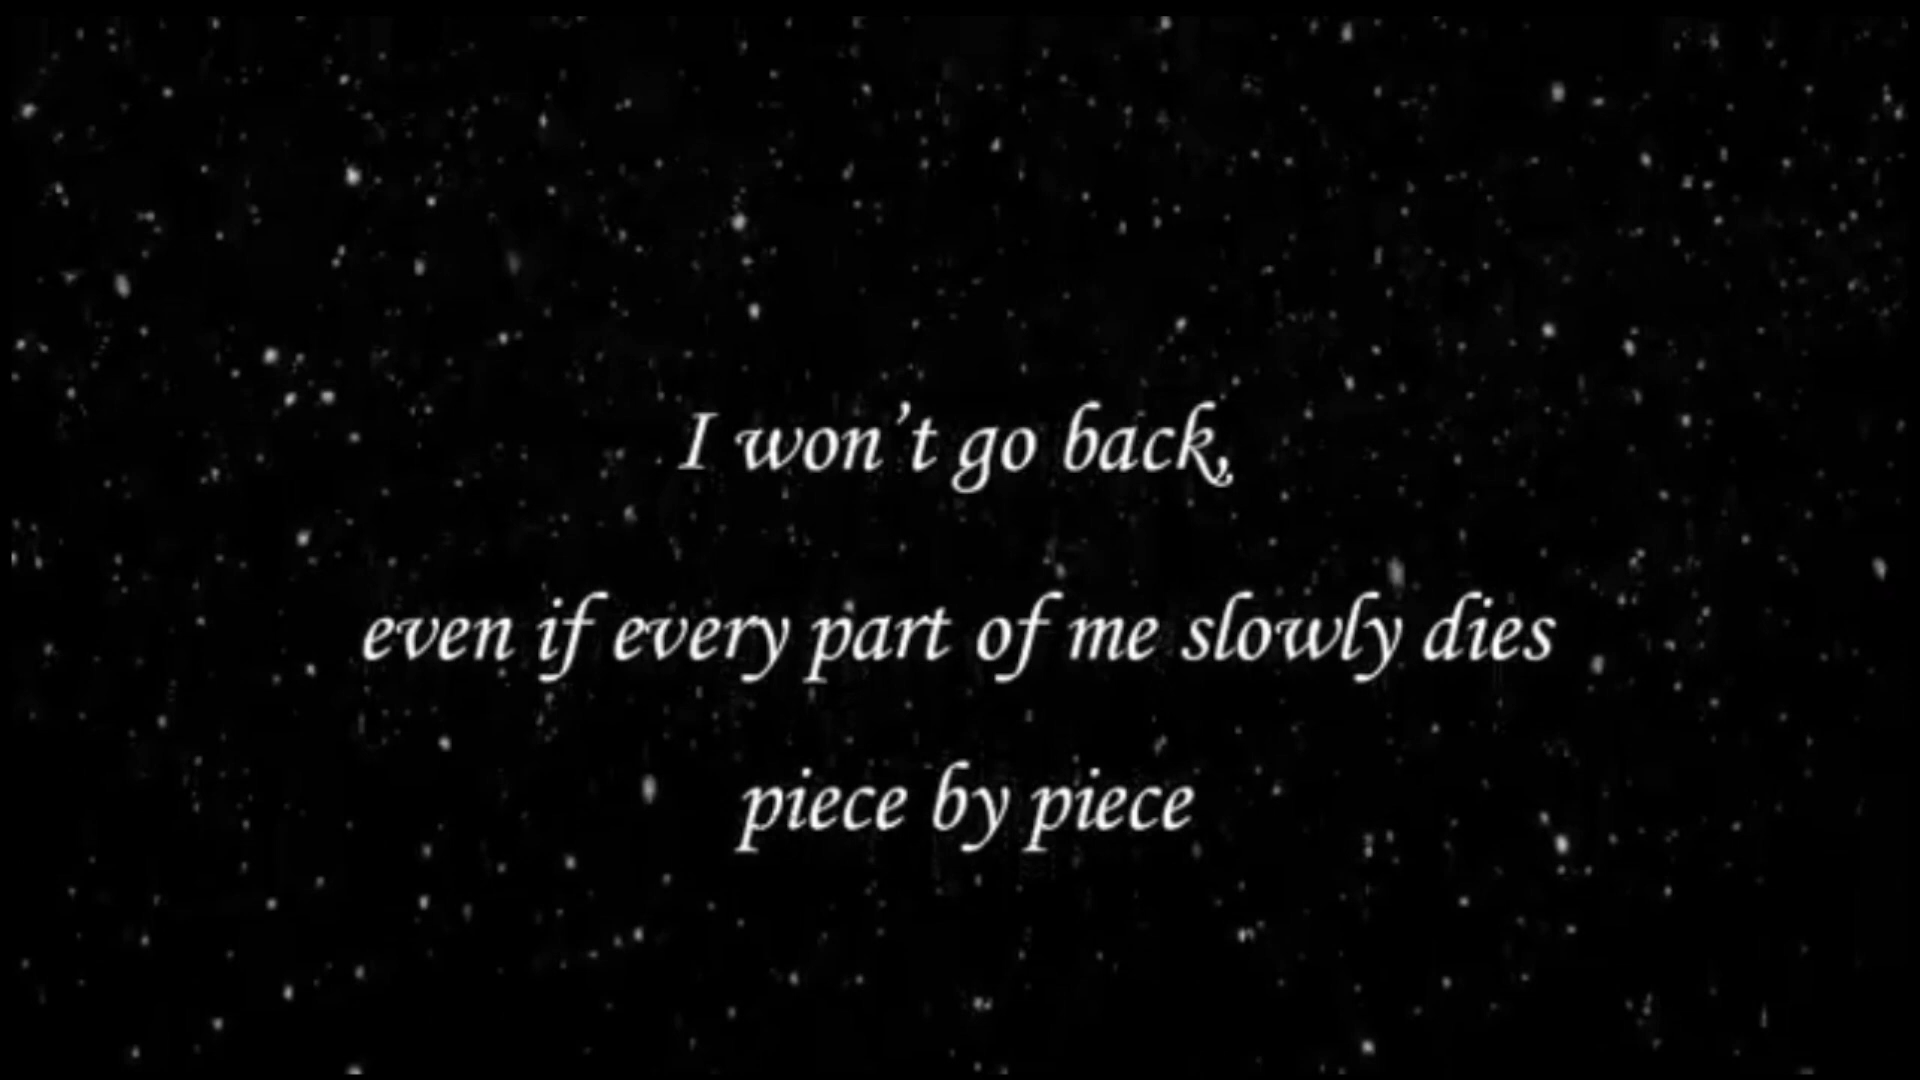 I won't go back,
even if every part of me slowly dies
piece by piece